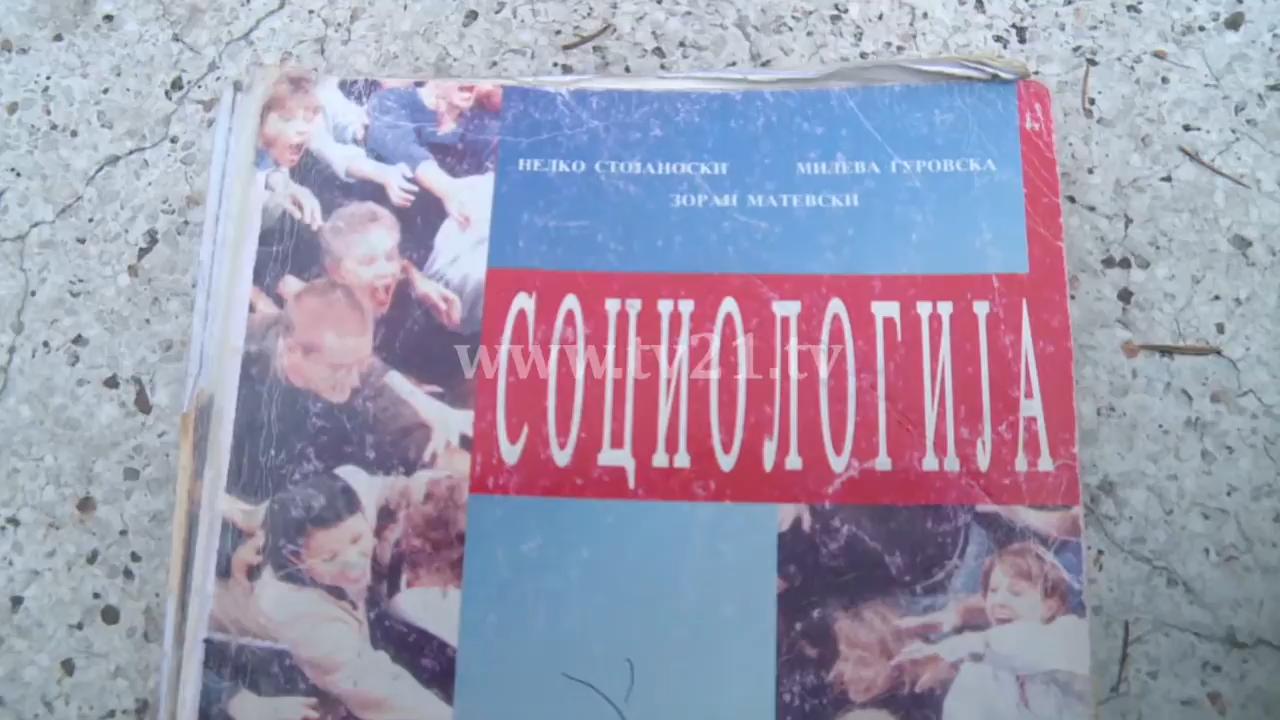 НЕЛКО СТОЈАНОСКИ МИЛЕВА ЃУРОВСКА
ЗОРАН МАТЕВСКИ
СОЦИОЛОГИЈА
www.tv21.tv